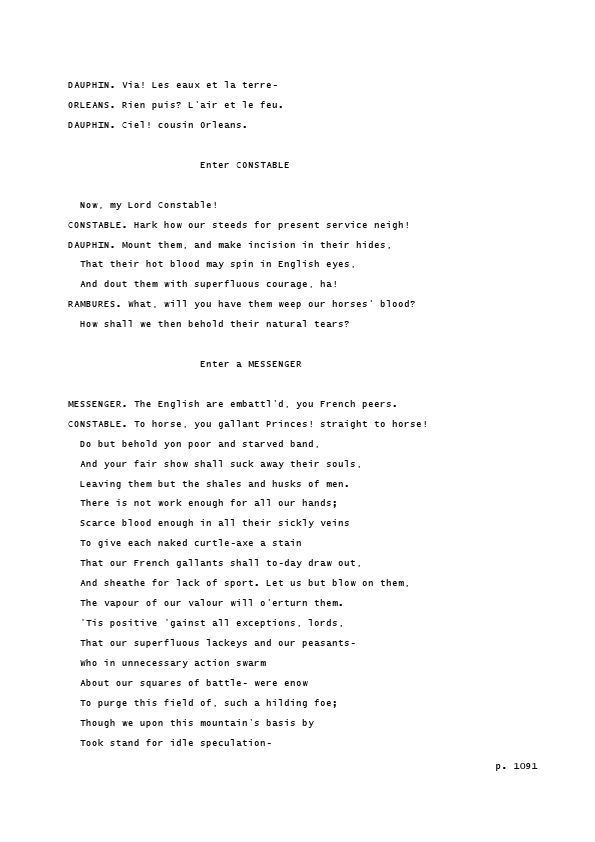 DAUPHIN. Via! Les eaux et la terre-
ORLEANS. Rien puis? L'air et le feu.
DAUPHIN. Ciel! cousin Orleans.
Enter CONSTABLE
Now, my Lord Constable!
CONSTABLE. Hark how our steeds for present service neigh!
DAUPHIN. Mount them, and make incision in their hides,
That their hot blood may spin in English eyes,
And dout them with superfluous courage, ha!
RAMBURES. What, will you have them weep our horses' blood?
How shall we then behold their natural tears?
Enter a MESSENGER
MESSENGER. The English are embattl'd, you French peers.
CONSTABLE. To horse, you gallant Princes! straight to horse!
Do but behold yon poor and starved band,
And your fair show shall suck away their souls,
Leaving them but the shales and husks of men.
There is not work enough for all our hands;
Scarce blood enough in all their sickly veins
To give each naked curtle-axe a stain
That our French gallants shall to-day draw out,
And sheathe for lack of sport. Let us but blow on them,
The vapour of our valour will o'erturn them.
'Tis positive 'gainst all exceptions, lords,
That our superfluous lackeys and our peasants-
Who in unnecessary action swarm
About our squares of battle- were enow
To purge this field of, such a hilding foe;
Though we upon this mountain's basis by
Took stand for idle speculation-
p. 1091